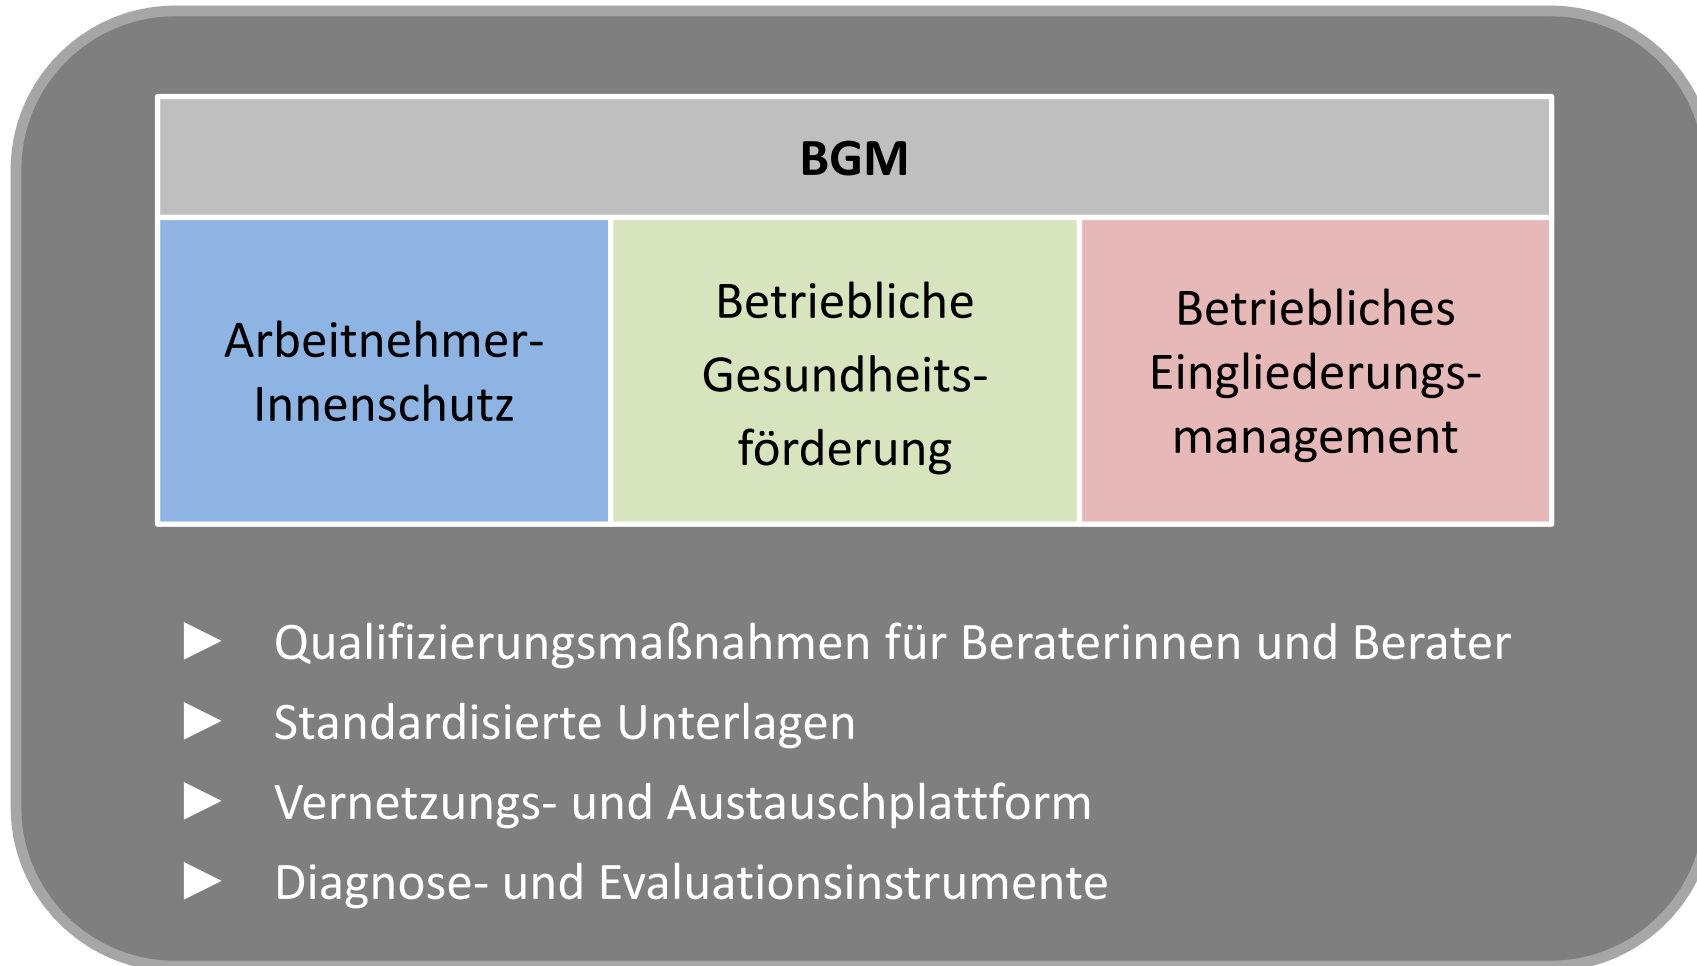 BGM
Arbeitnehmer-
Innenschutz
Betriebliche
Gesundheits-
förderung
Betriebliches
Eingliederungs-
management
► Qualifizierungsmaßnahmen für Beraterinnen und Berater
► Standardisierte Unterlagen
► Vernetzungs- und Austauschplattform
► Diagnose- und Evaluationsinstrumente